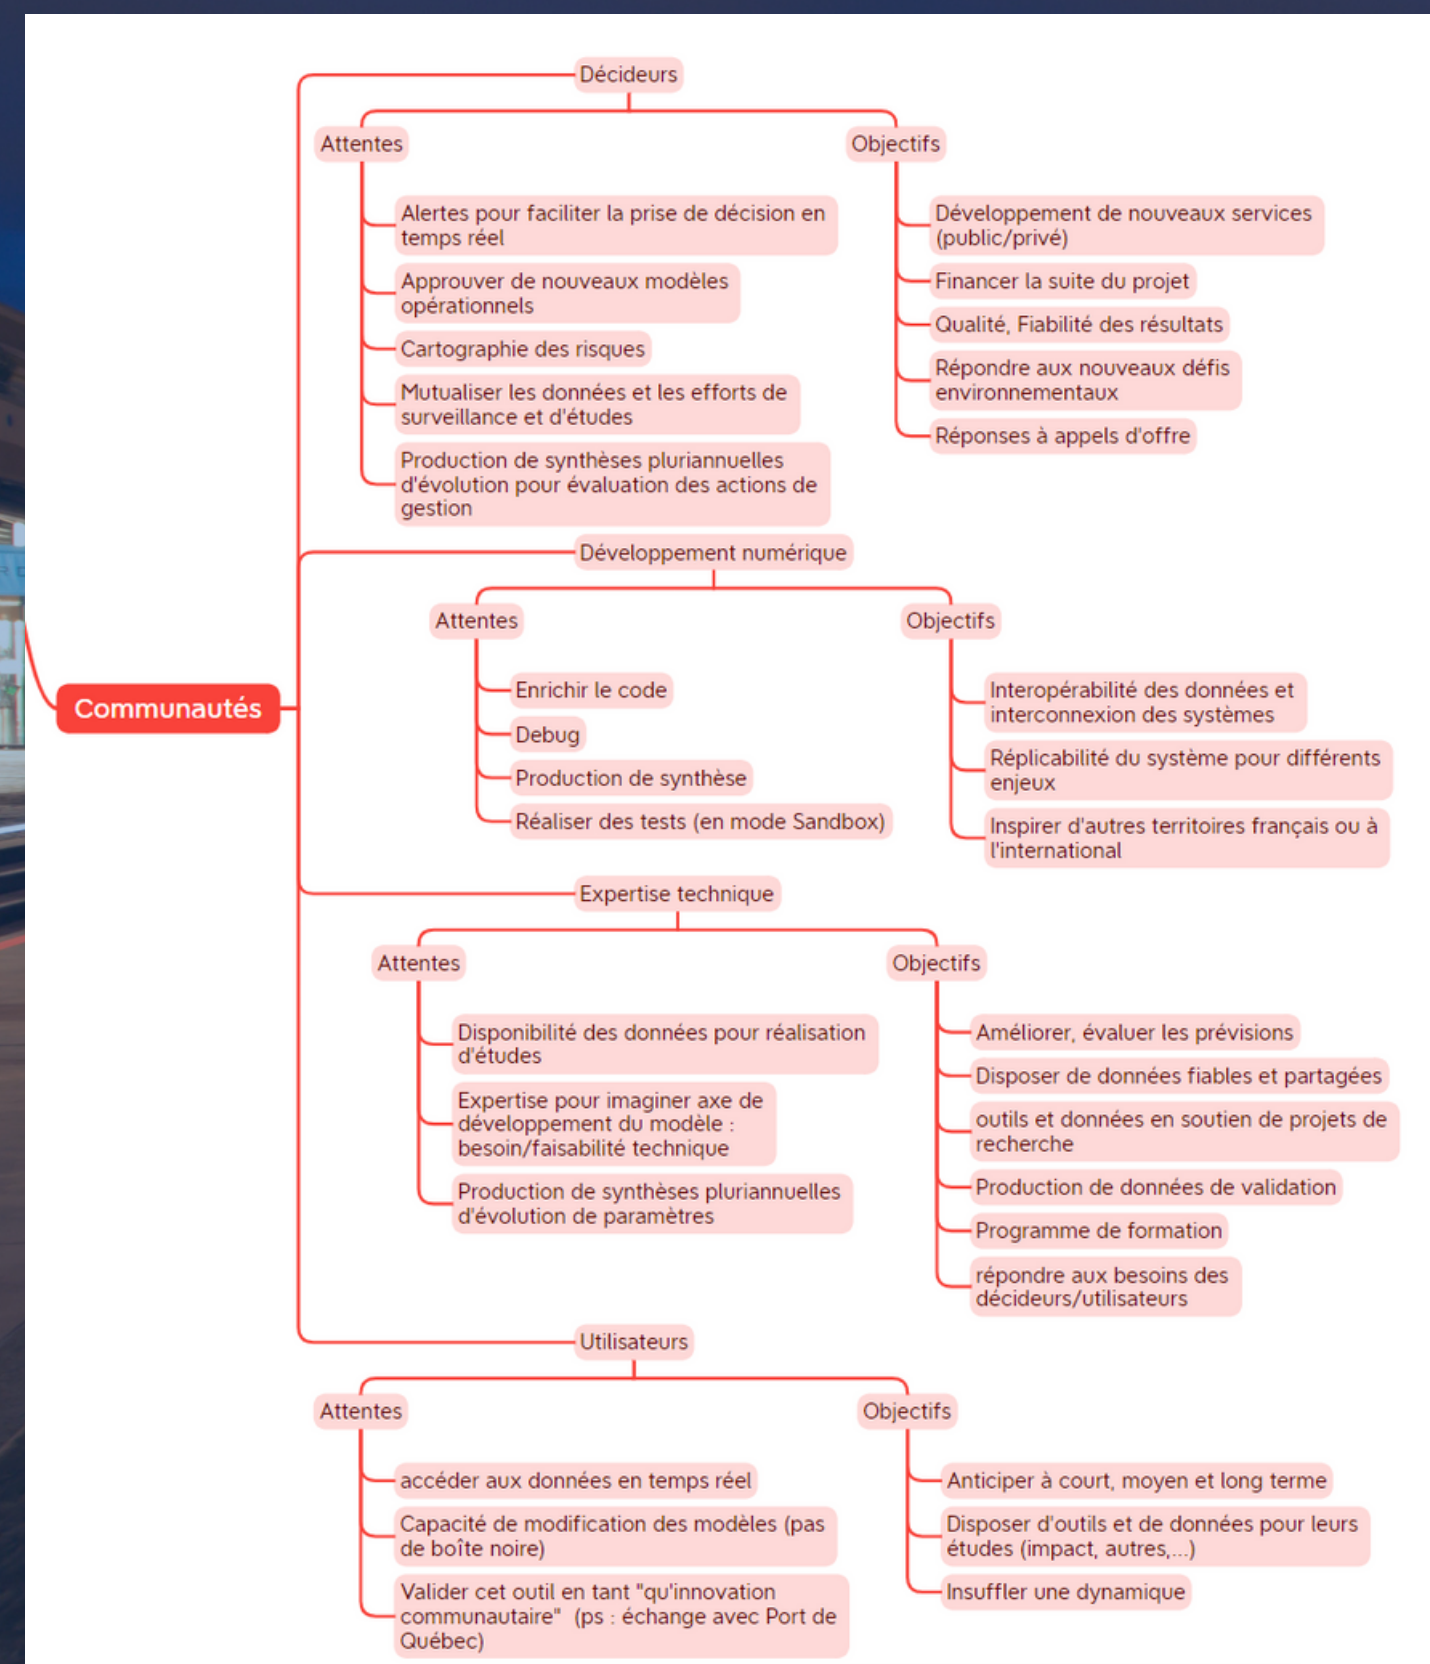 Décideurs
Attentes
Alertes pour faciliter la prise de décision en
temps réel
Approuver de nouveaux modèles
opérationnels
Cartographie des risques
Mutualiser les données et les efforts de
surveillance et d'études
Production de synthèses pluriannuelles
d'évolution pour évaluation des actions de
gestion
Objectifs
Développement de nouveaux services
(public/privé)
Financer la suite du projet
Qualité, Fiabilité des résultats
Répondre aux nouveaux défis
environnementaux
Réponses à appels d'offre
Développement numérique
Attentes
Enrichir le code
Debug
Production de synthèse
Réaliser des tests (en mode Sandbox)
Objectifs
Interopérabilité des données et
interconnexion des systèmes
Réplicabilité du système pour différents
enjeux
Inspirer d'autres territoires français ou à
l'international
Communautés
Expertise technique
Attentes
Disponibilité des données pour réalisation
d'études
Expertise pour imaginer axe de
développement du modèle :
besoin/faisabilité technique
Production de synthèses pluriannuelles
d'évolution de paramètres
Objectifs
Améliorer, évaluer les prévisions
Disposer de données fiables et partagées
outils et données en soutien de projets de
recherche
Production de données de validation
Programme de formation
répondre aux besoins des
décideurs/utilisateurs
Utilisateurs
Attentes
accéder aux données en temps réel
Capacité de modification des modèles (pas
de boîte noire)
Valider cet outil en tant "qu'innovation
communautaire"  (ps : échange avec Port de
Québec)
Objectifs
Anticiper à court, moyen et long terme
Disposer d'outils et de données pour leurs
études (impact, autres,...)
Insuffler une dynamique